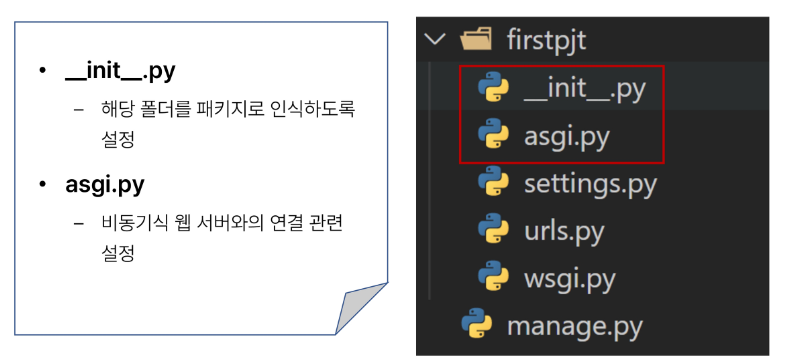 • __init__.py
– 해당 폴더를 패키지로 인식하도록
설정
• asgi.py
– 비동기식 웹 서버와의 연결 관련
설정
firstpjt
__init__.py
asgi.py
settings.py
urls.py
wsgi.py
manage.py